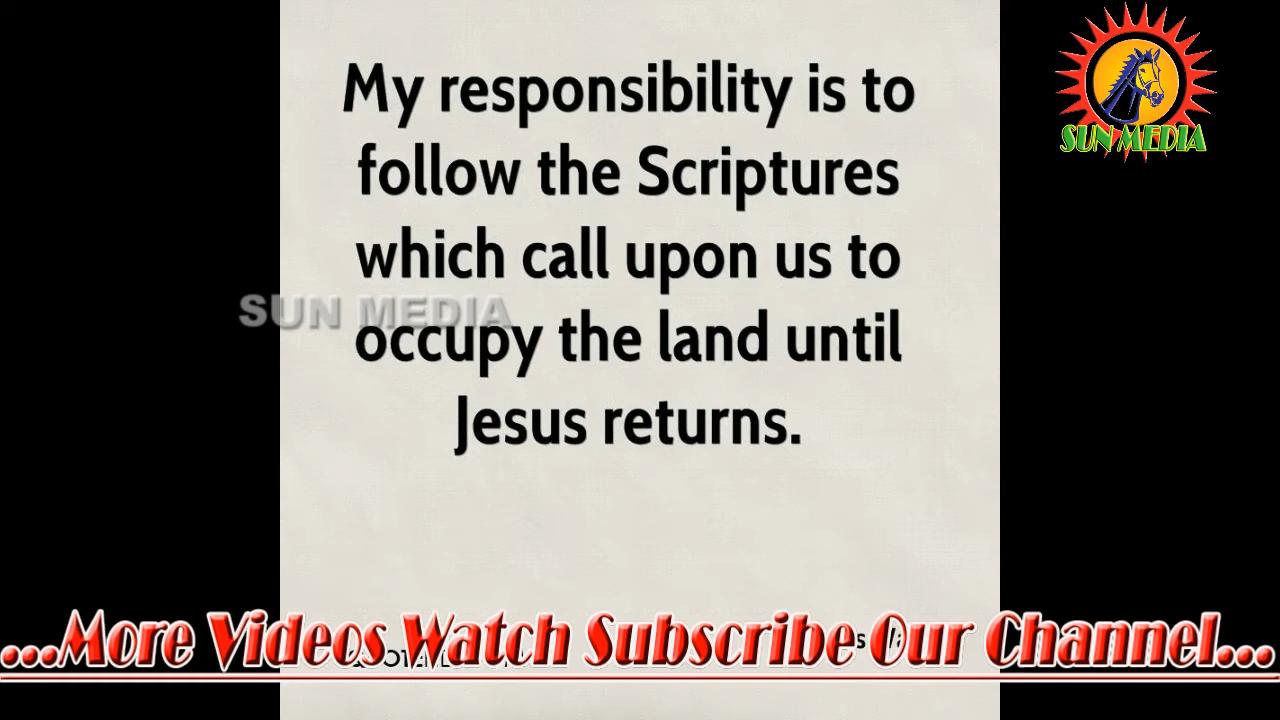 My responsibility is to
follow the Scriptures
which call upon us to
occupy the land until
Jesus returns.
SUN MEDIA
SUN MEDIA
...More Videos Watch Subscribe Our Channel...